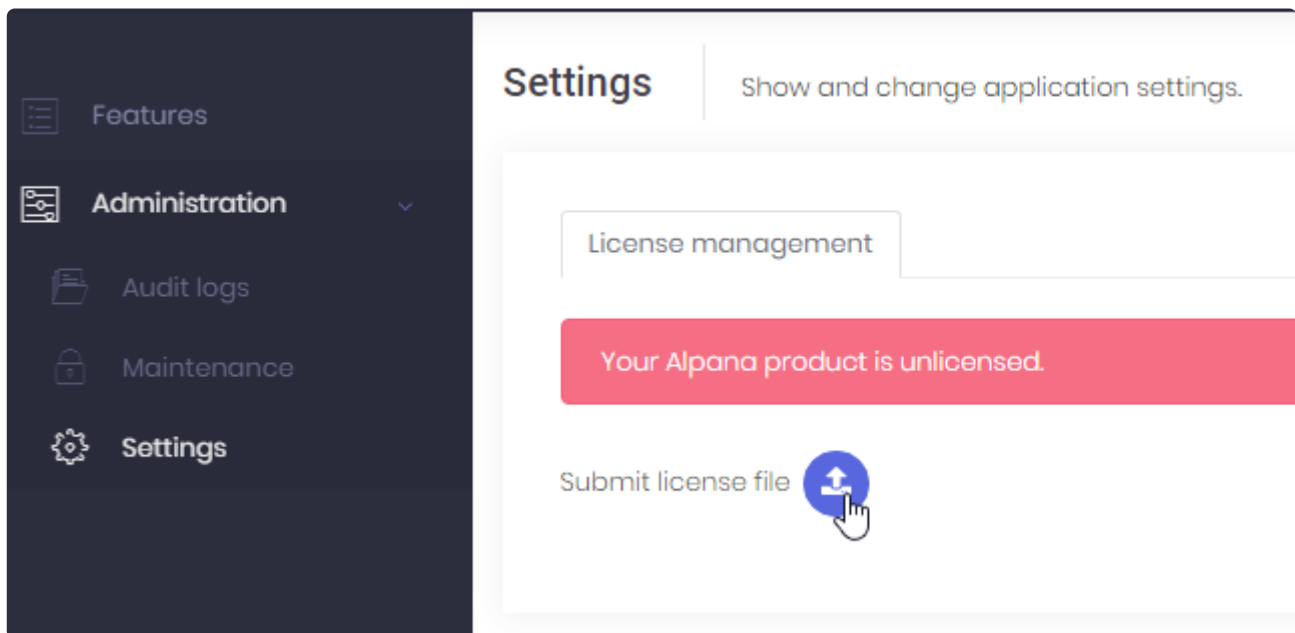 Features
Administration
Audit logs
Maintenance
Settings
Settings
Show and change application settings.
License management
Your Alpana product is unlicensed.
Submit license file